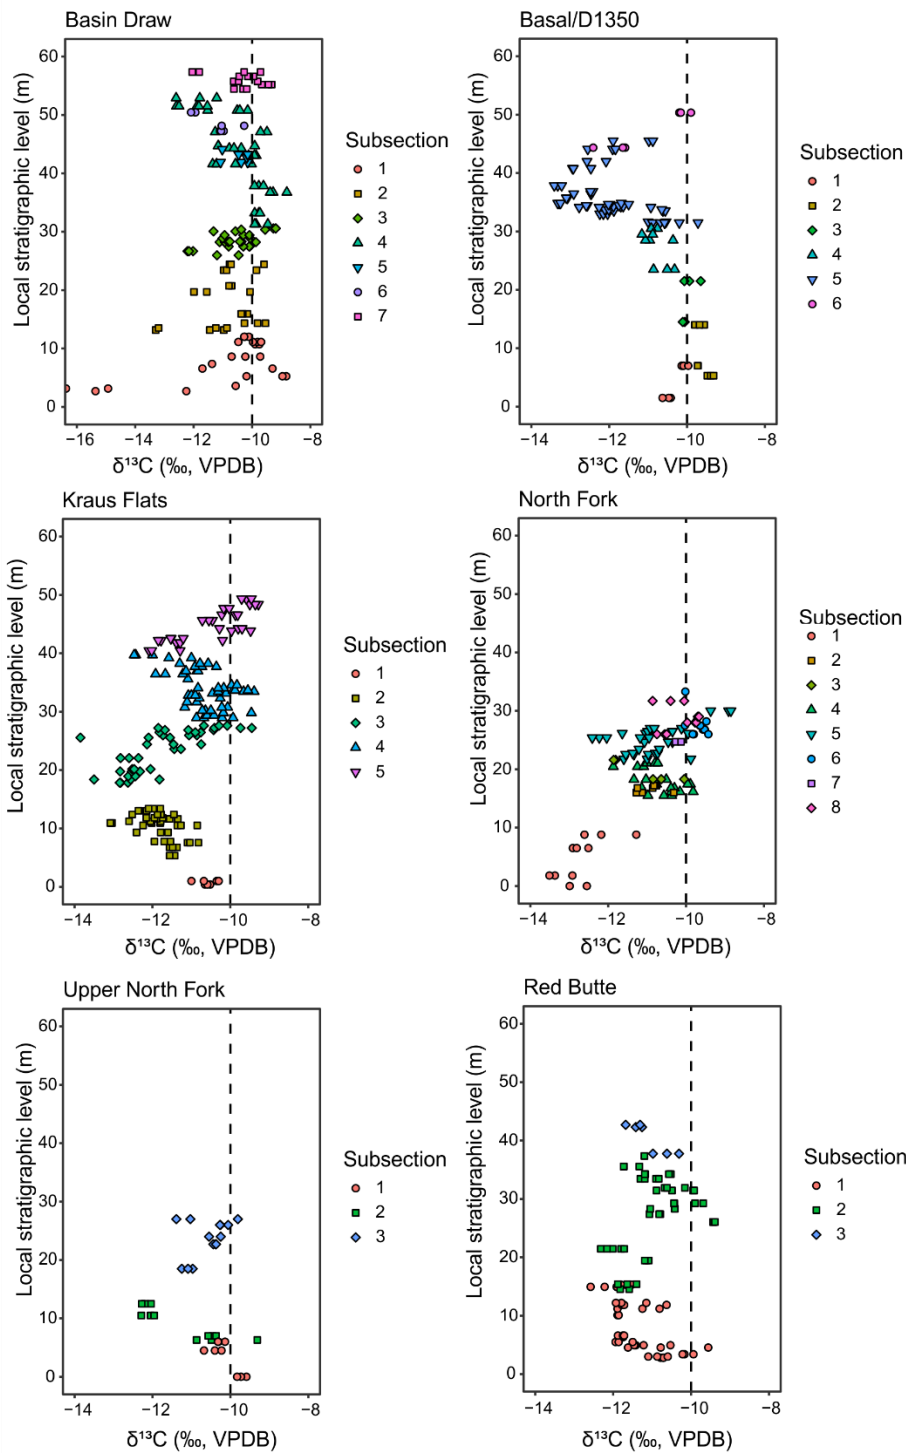 Basin Draw
Local stratigraphic level (m)
60
50
40
30
20
10
0
−16 −14 −12 −10 −8
δ¹³C (‰, VPDB)
Subsection
1
2
3
4
5
6
7
Basal/D1350
Local stratigraphic level (m)
60
50
40
30
20
10
0
−14 −12 −10 −8
δ¹³C (‰, VPDB)
Subsection
1
2
3
4
5
6
Kraus Flats
Local stratigraphic level (m)
60
50
40
30
20
10
0
−14 −12 −10 −8
δ¹³C (‰, VPDB)
Subsection
1
2
3
4
5
North Fork
Local stratigraphic level (m)
60
50
40
30
20
10
0
−14 −12 −10 −8
δ¹³C (‰, VPDB)
Subsection
1
2
3
4
5
6
7
8
Upper North Fork
Local stratigraphic level (m)
60
50
40
30
20
10
0
−14 −12 −10 −8
δ¹³C (‰, VPDB)
Subsection
1
2
3
Red Butte
Local stratigraphic level (m)
60
50
40
30
20
10
0
−14 −12 −10 −8
δ¹³C (‰, VPDB)
Subsection
1
2
3